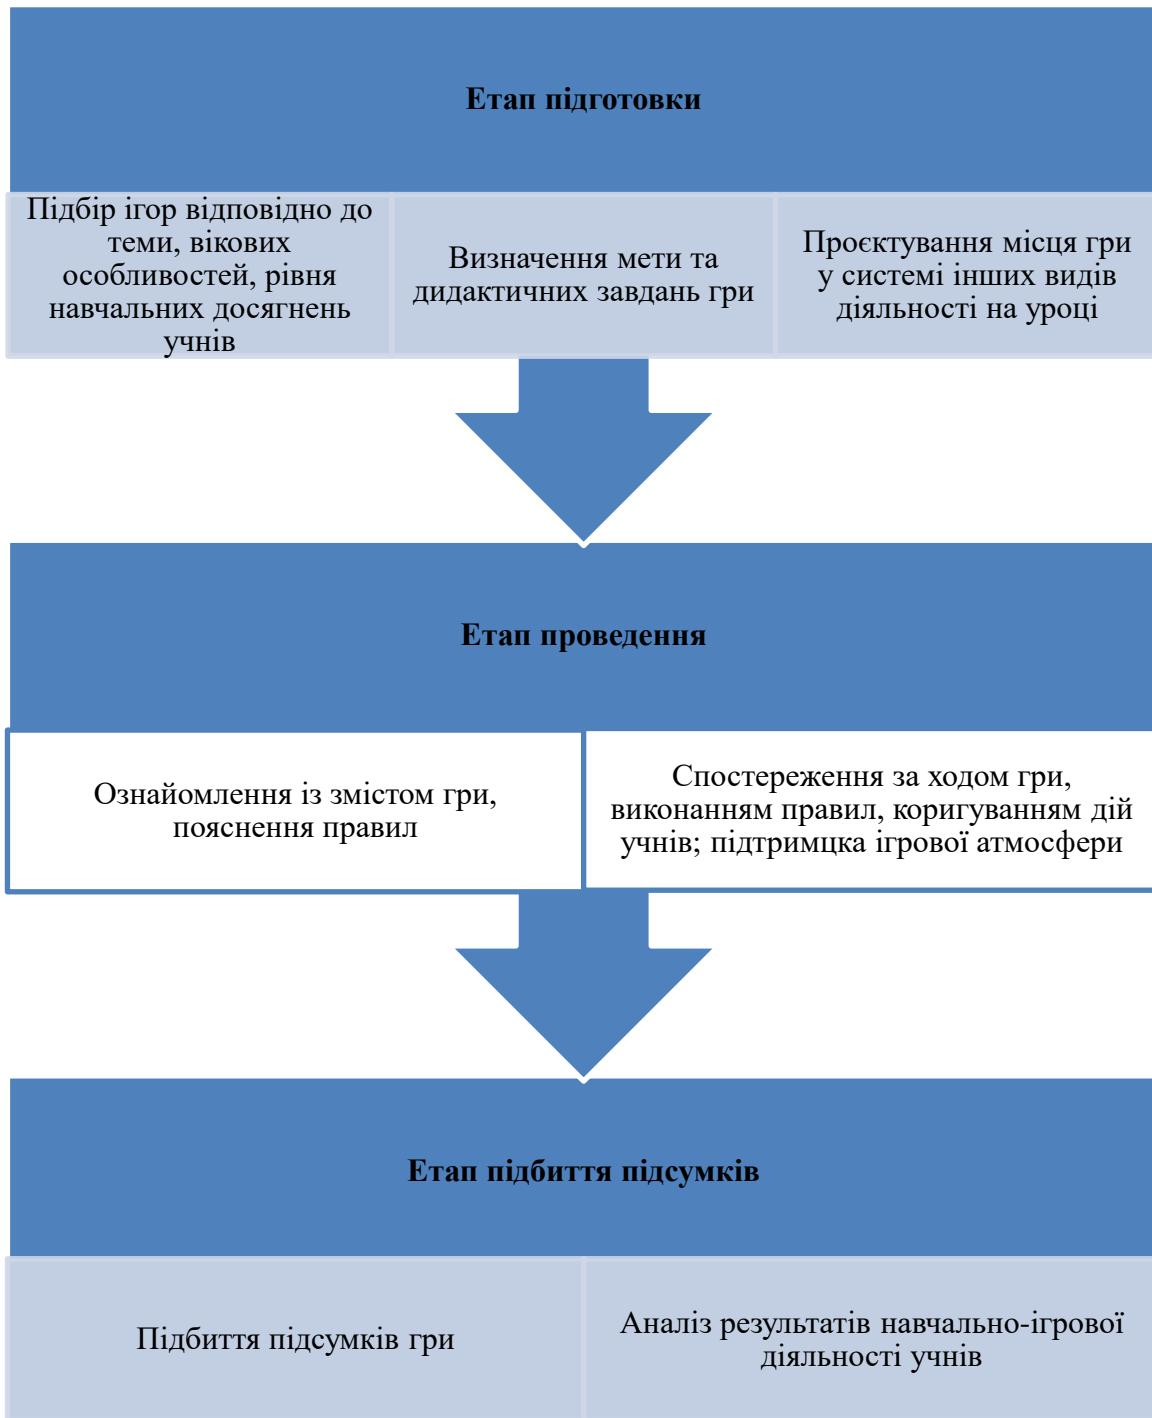 Етап підготовки
Підбір ігор відповідно до
теми, вікових
особливостей, рівня
навчальних досягнень
учнів
Визначення мети та
дидактичних завдань гри
Проєктування місця гри
у системі інших видів
діяльності на уроці
Етап проведення
Ознайомлення із змістом гри,
пояснення правил
Спостереження за ходом гри,
виконанням правил, коригуванням дій
учнів; підтримцка ігрової атмосфери
Етап підбиття підсумків
Підбиття підсумків гри
Аналіз результатів навчально-ігрової
діяльності учнів